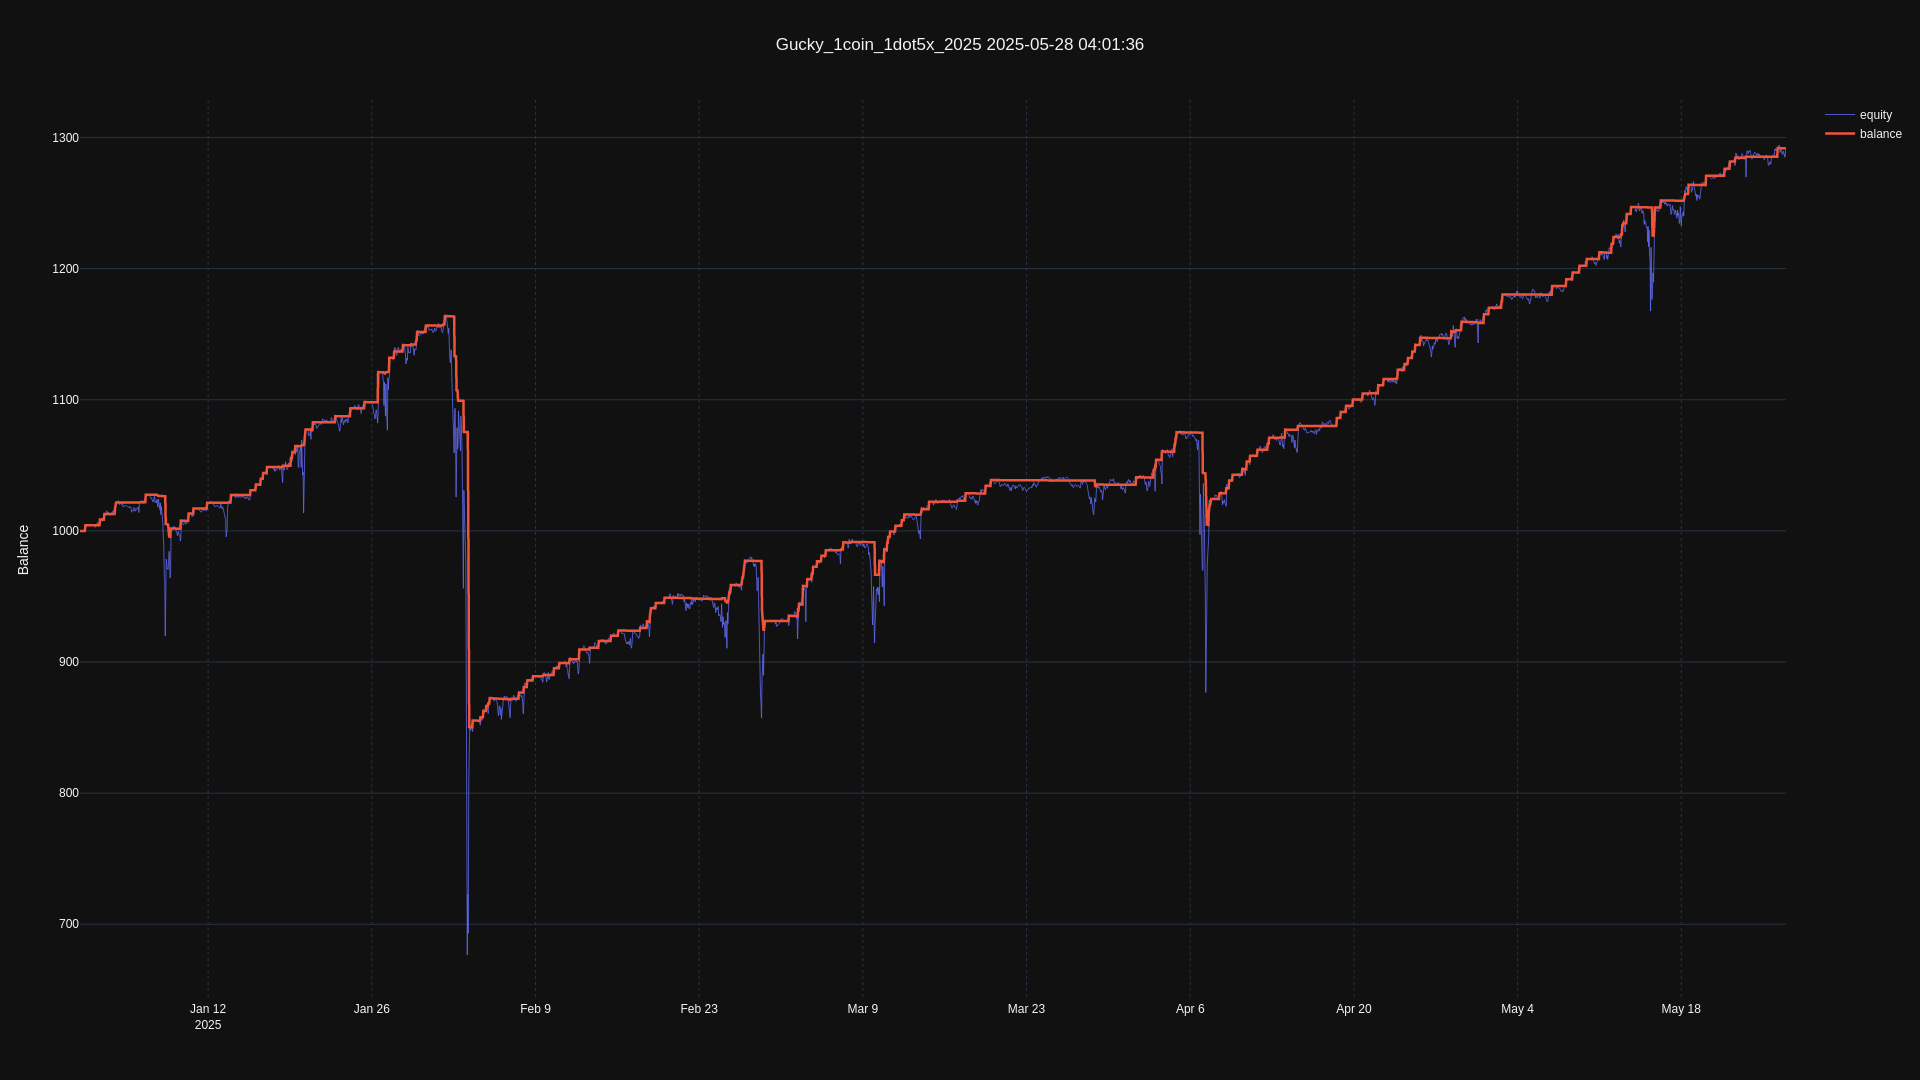 Gucky_1coin_1dot5x_2025 2025-05-28 04:01:36
equity
balance
Balance
1300
1200
1100
1000
900
800
700
Jan 12
2025
Jan 26
Feb 9
Feb 23
Mar 9
Mar 23
Apr 6
Apr 20
May 4
May 18